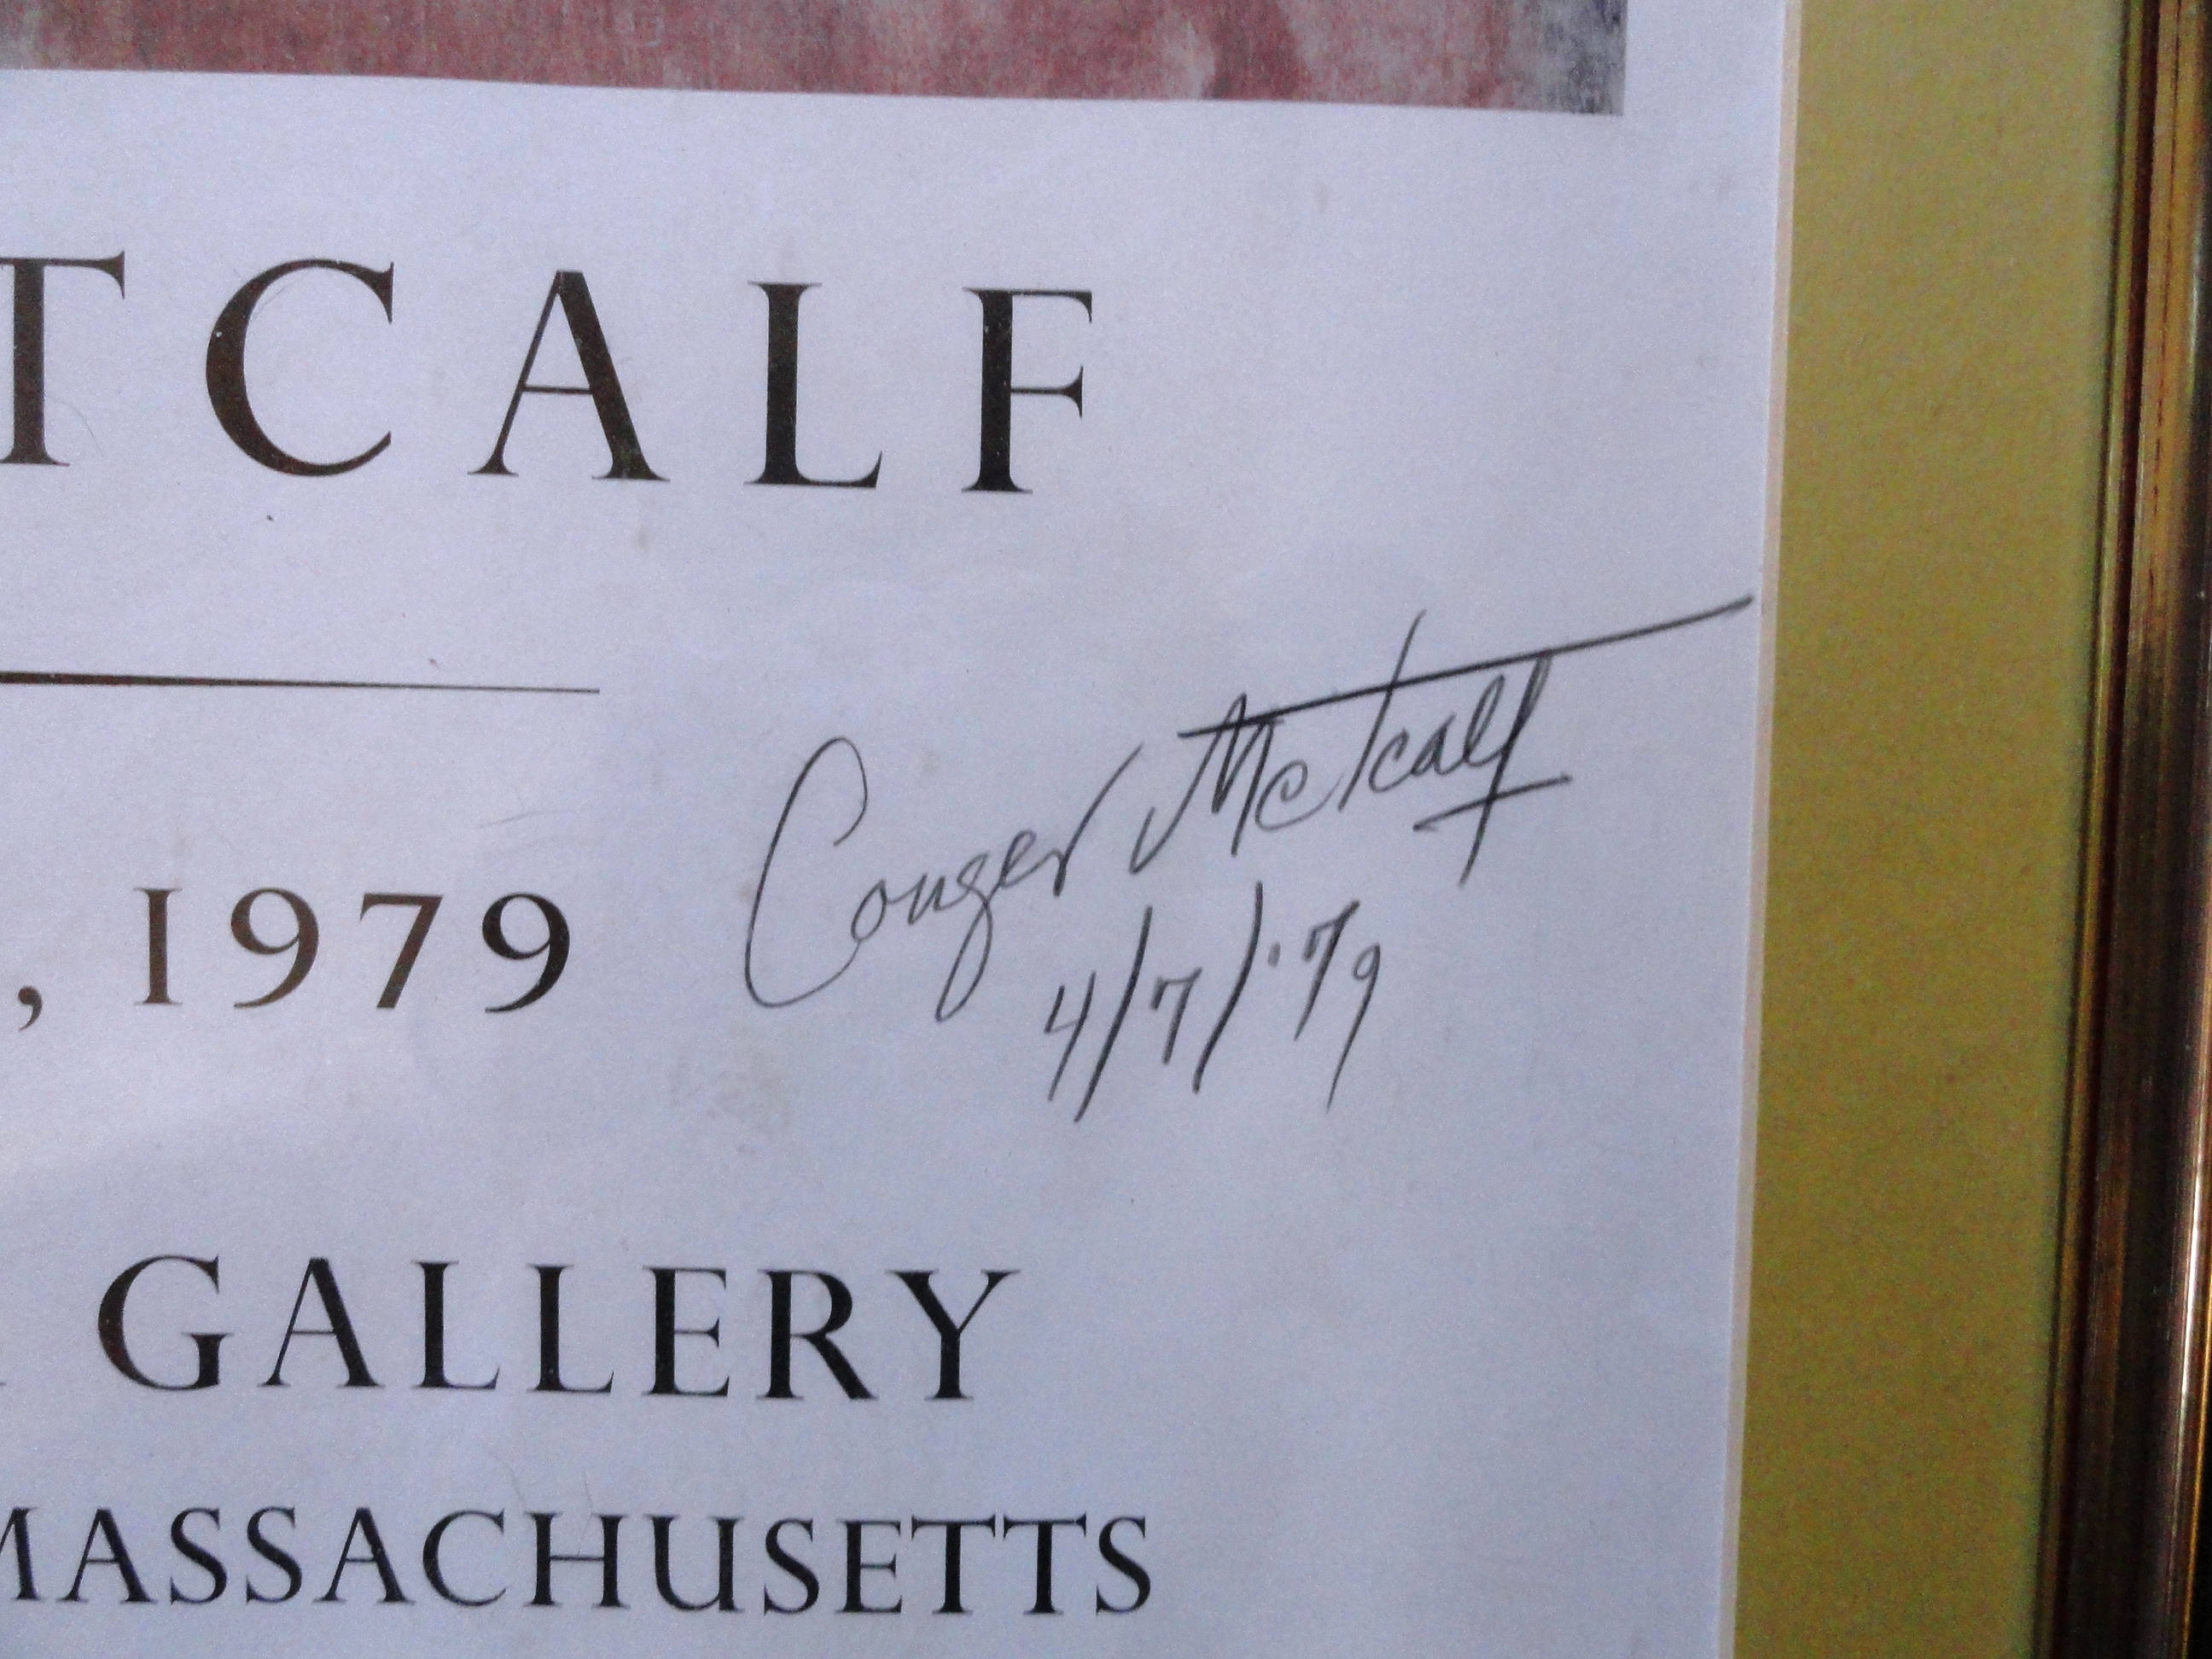 TCALF
Conger Metcalf
, 1979
4/7/'79
GALLERY
MASSACHUSETTS